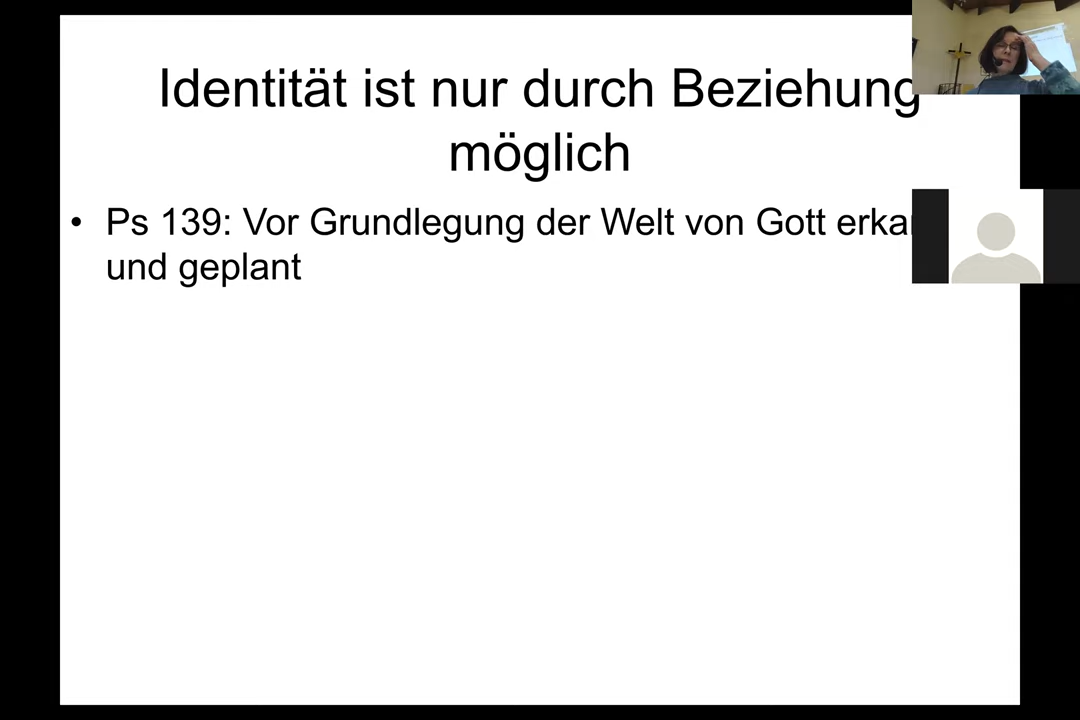 Identität ist nur durch Beziehung
möglich
• Ps 139: Vor Grundlegung der Welt von Gott
und geplant